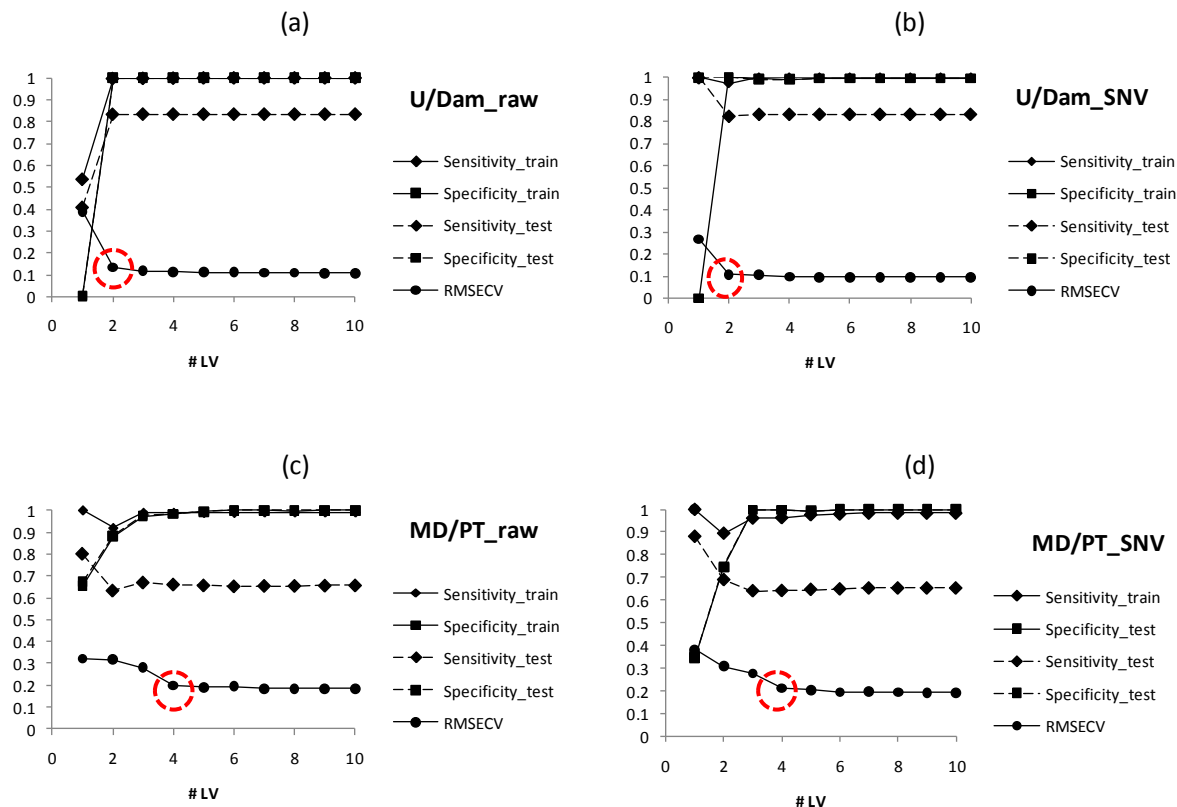 (a)
U/Dam_raw
1
0.9
0.8
0.7
0.6
0.5
0.4
0.3
0.2
0.1
0
0 2 4 6 8 10
# LV
Sensitivity_train
Specificity_train
Sensitivity_test
Specificity_test
RMSECV
(b)
U/Dam_SNV
1
0.9
0.8
0.7
0.6
0.5
0.4
0.3
0.2
0.1
0
0 2 4 6 8 10
# LV
Sensitivity_train
Specificity_train
Sensitivity_test
Specificity_test
RMSECV
(c)
MD/PT_raw
1
0.9
0.8
0.7
0.6
0.5
0.4
0.3
0.2
0.1
0
0 2 4 6 8 10
# LV
Sensitivity_train
Specificity_train
Sensitivity_test
Specificity_test
RMSECV
(d)
MD/PT_SNV
1
0.9
0.8
0.7
0.6
0.5
0.4
0.3
0.2
0.1
0
0 2 4 6 8 10
# LV
Sensitivity_train
Specificity_test
Sensitivity_test
Specificity_test
RMSECV